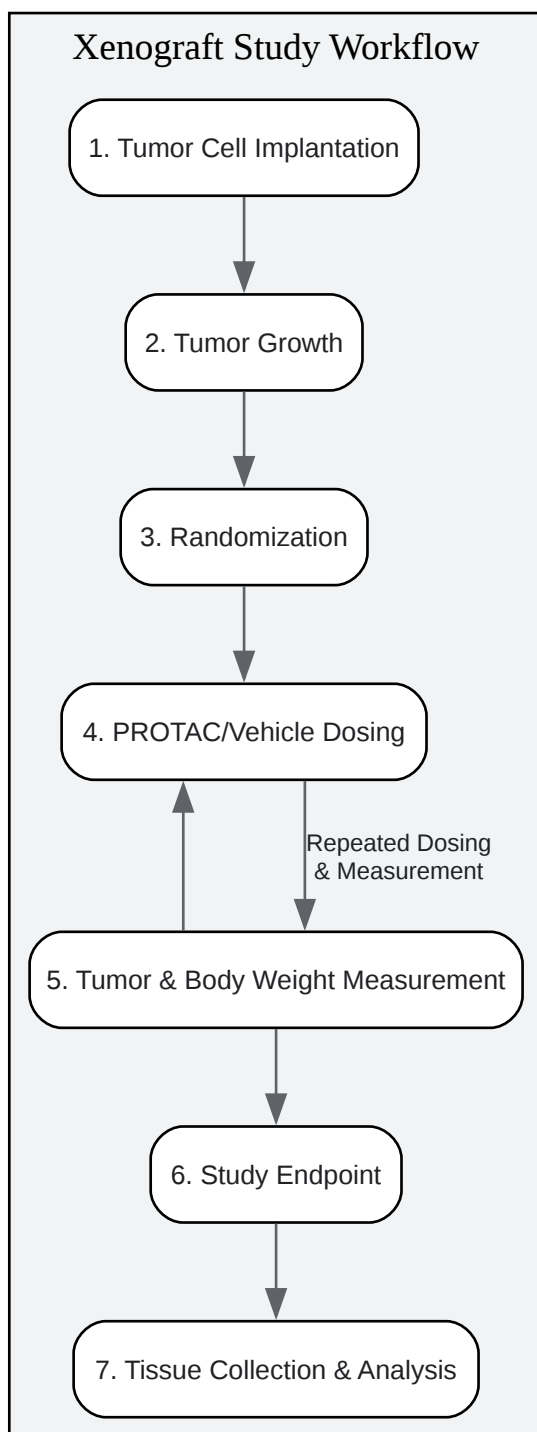 Xenograft Study Workflow
1. Tumor Cell Implantation
2. Tumor Growth
3. Randomization
4. PROTAC/Vehicle Dosing
Repeated Dosing
& Measurement
5. Tumor & Body Weight Measurement
6. Study Endpoint
7. Tissue Collection & Analysis